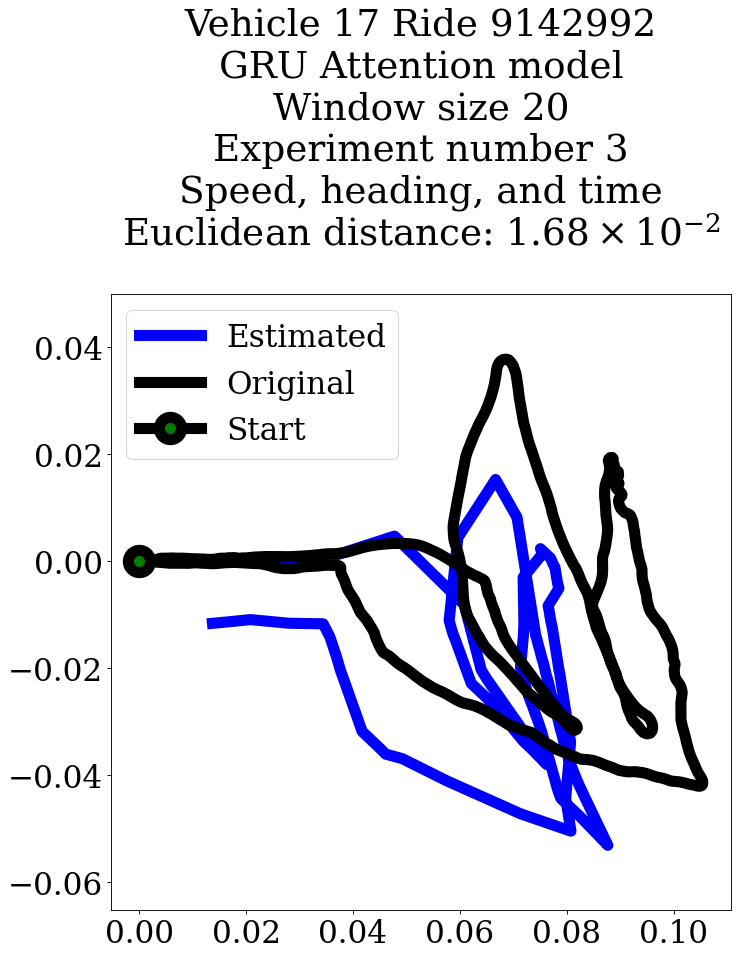 Vehicle 17 Ride 9142992
GRU Attention model
Window size 20
Experiment number 3
Speed, heading, and time
Euclidean distance: 1.68 × 10⁻²
Estimated
Original
Start
0.04
0.02
0.00
−0.02
−0.04
−0.06
0.00 0.02 0.04 0.06 0.08 0.10